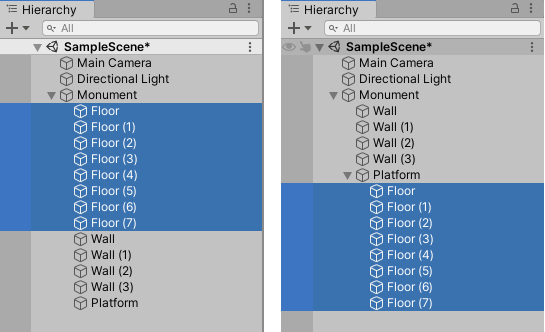 Hierarchy
All
SampleScene*
Main Camera
Directional Light
Monument
Floor
Floor (1)
Floor (2)
Floor (3)
Floor (4)
Floor (5)
Floor (6)
Floor (7)
Wall
Wall (1)
Wall (2)
Wall (3)
Platform
Hierarchy
All
SampleScene*
Main Camera
Directional Light
Monument
Wall
Wall (1)
Wall (2)
Wall (3)
Platform
Floor
Floor (1)
Floor (2)
Floor (3)
Floor (4)
Floor (5)
Floor (6)
Floor (7)